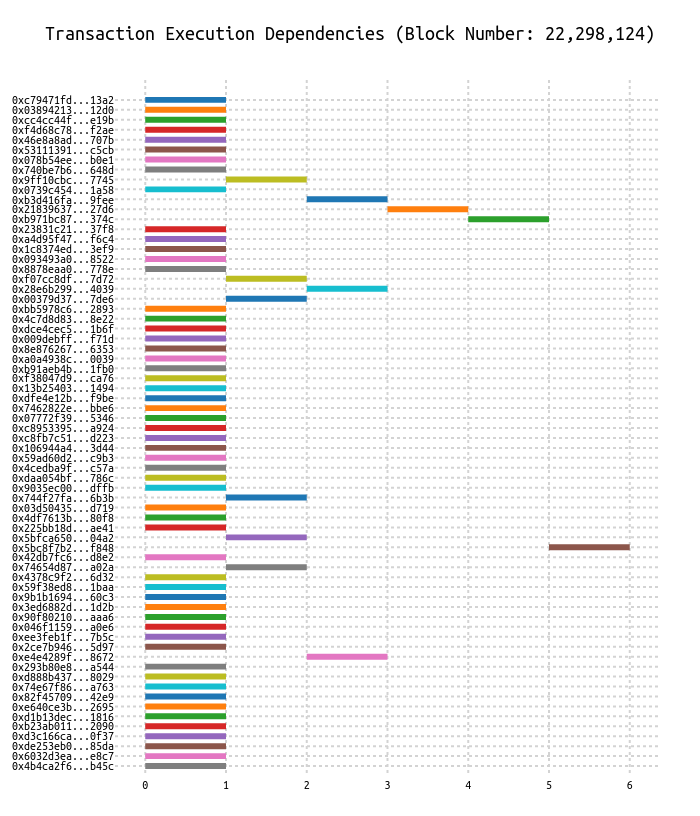 Transaction Execution Dependencies (Block Number: 22,298,124)
0xc79471fd...13a2
0x03894213...12d0
0xcc4cc44f...e19b
0xf4d68c78...f2ae
0x46e8a8ad...707b
0x53111391...c5cb
0x078b54ee...b0e1
0x740be7b6...648d
0x9ff10cbc...7745
0x0739c454...1a58
0xb3d416fa...9fee
0x21839637...27d6
0xb971bc87...374c
0x23831c21...37f8
0xa4d95f47...f6c4
0x1c8374ed...3ef9
0x093493a0...8522
0x8878eaa0...778e
0xf07cc8df...7d72
0x28e6b299...4039
0x00379d37...7de6
0xbb5978c6...2893
0x4c7d8d83...8e22
0xdce4cec5...1b6f
0x009debff...f71d
0x8e876267...6353
0xa0a4938c...0039
0xb91aeb4b...1fb0
0xf38047d9...ca76
0x13b25403...1494
0xdfe4e12b...f9be
0x7462822e...bbe6
0x07772f39...5346
0xc8953395...a924
0xc8fb7c51...d223
0x106944a4...3d44
0x59ad60d2...c9b3
0x4cedba9f...c57a
0xdaa054bf...786c
0x9035ec00...dffb
0x744f27fa...6b3b
0x03d50435...d719
0x4df7613b...80f8
0x225bb18d...ae41
0x5bfca650...04a2
0x5bc8f7b2...f848
0x42db7fc6...d8e2
0x74654d87...a02a
0x4378c9f2...6d32
0x59f38ed8...1baa
0x9b1b1694...60c3
0x3ed6882d...1d2b
0x90f80210...aaa6
0x046f1159...a0e6
0xee3feb1f...7b5c
0x2ce7b946...5d97
0xe4e4289f...8672
0x293b80e8...a544
0xd888b437...8029
0x74e67f86...a763
0x82f45709...42e9
0xe640ce3b...2695
0xd1b13dec...1816
0xb23ab011...2090
0xd3c166ca...0f37
0xde253eb0...85da
0x6032d3ea...e8c7
0x4b4ca2f6...b45c
0 1 2 3 4 5 6